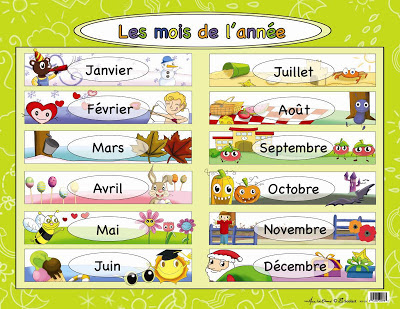 Les mois de l'année
Janvier
Février
Mars
Avril
Mai
Juin
Juillet
Août
Septembre
Octobre
Novembre
Décembre